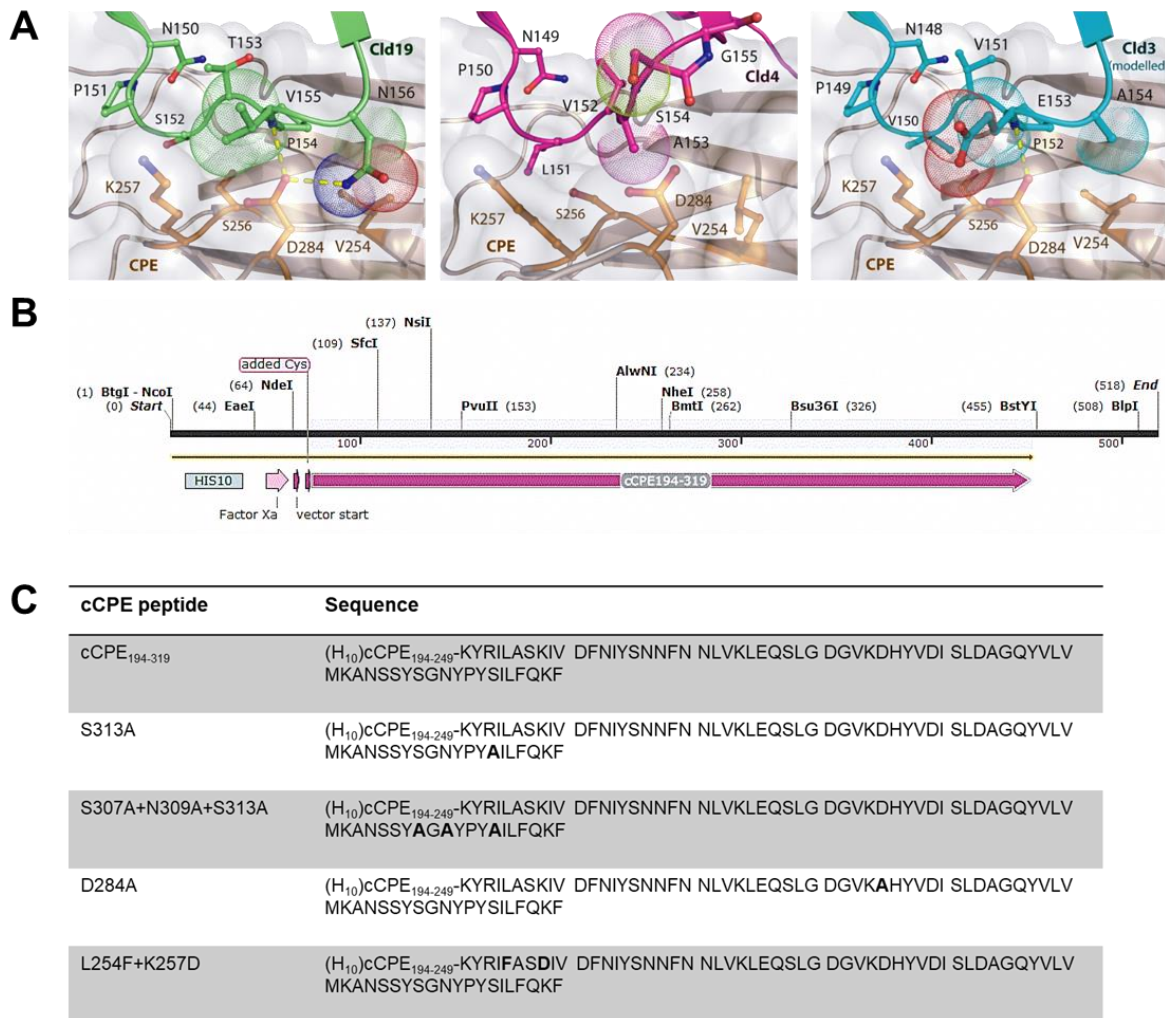 A
N150
T153
Cld19
P151
V155
N156
S152
P154
K257
S256
D284
V254
CPE
N149
G155
P150
Cld4
V152
S154
A153
L151
K257
D284
S256
V254
CPE
N148
V151
Cld3
(modelled)
P149
E153
A154
V150
P152
K257
S256
D284
V254
CPE
B
(137) NsiI
(109) SfcI
added Cys
(64) NdeI
AlwNI (234)
(1) BtgI - NcoI
NheI (258)
(518) End
(0) Start
(44) EaeI
PvuII (153)
BmtI (262)
Bsu36I (326)
(455) BstYI
(508) BlpI
100 200 300 400 500
HIS10
cCPE194-319
Factor Xa
vector start
C
cCPE peptide Sequence
cCPE194-319 (H10)cCPE194-249-KYRILASKIV DFNIYSNNFN NLVKLEQSLG DGVKDHYVDI SLDAGQYVLV
MKANSSYSGNYPYSILFQKF
S313A (H10)cCPE194-249-KYRILASKIV DFNIYSNNFN NLVKLEQSLG DGVKDHYVDI SLDAGQYVLV
MKANSSYSGNYPYAILFQKF
S307A+N309A+S313A (H10)cCPE194-249-KYRILASKIV DFNIYSNNFN NLVKLEQSLG DGVKDHYVDI SLDAGQYVLV
MKANSSYAGAYPYAILFQKF
D284A (H10)cCPE194-249-KYRILASKIV DFNIYSNNFN NLVKLEQSLG DGVKAHYVDI SLDAGQYVLV
MKANSSYSGNYPYSILFQKF
L254F+K257D (H10)cCPE194-249-KYRIFASDIV DFNIYSNNFN NLVKLEQSLG DGVKDHYVDI SLDAGQYVLV
MKANSSYSGNYPYSILFQKF